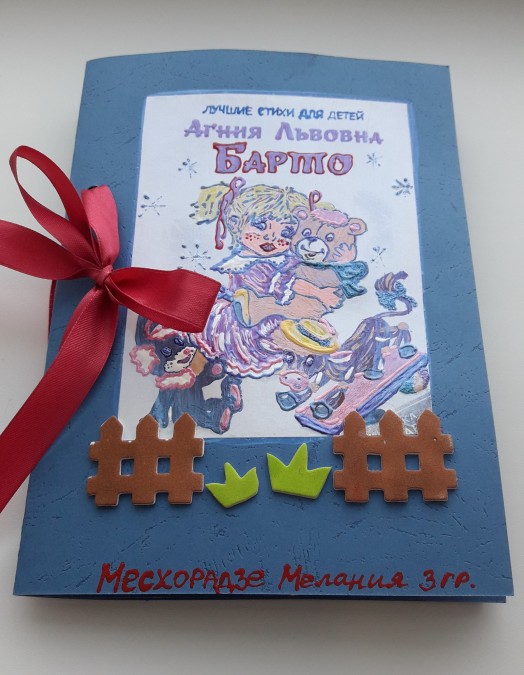 ЛУЧШИЕ СТИХИ ДЛЯ ДЕТЕЙ
АГНИЯ ЛЬВОВНА
БАРТО
МЕСХОРАДЗЕ МЕЛАНИЯ 3 ГР.